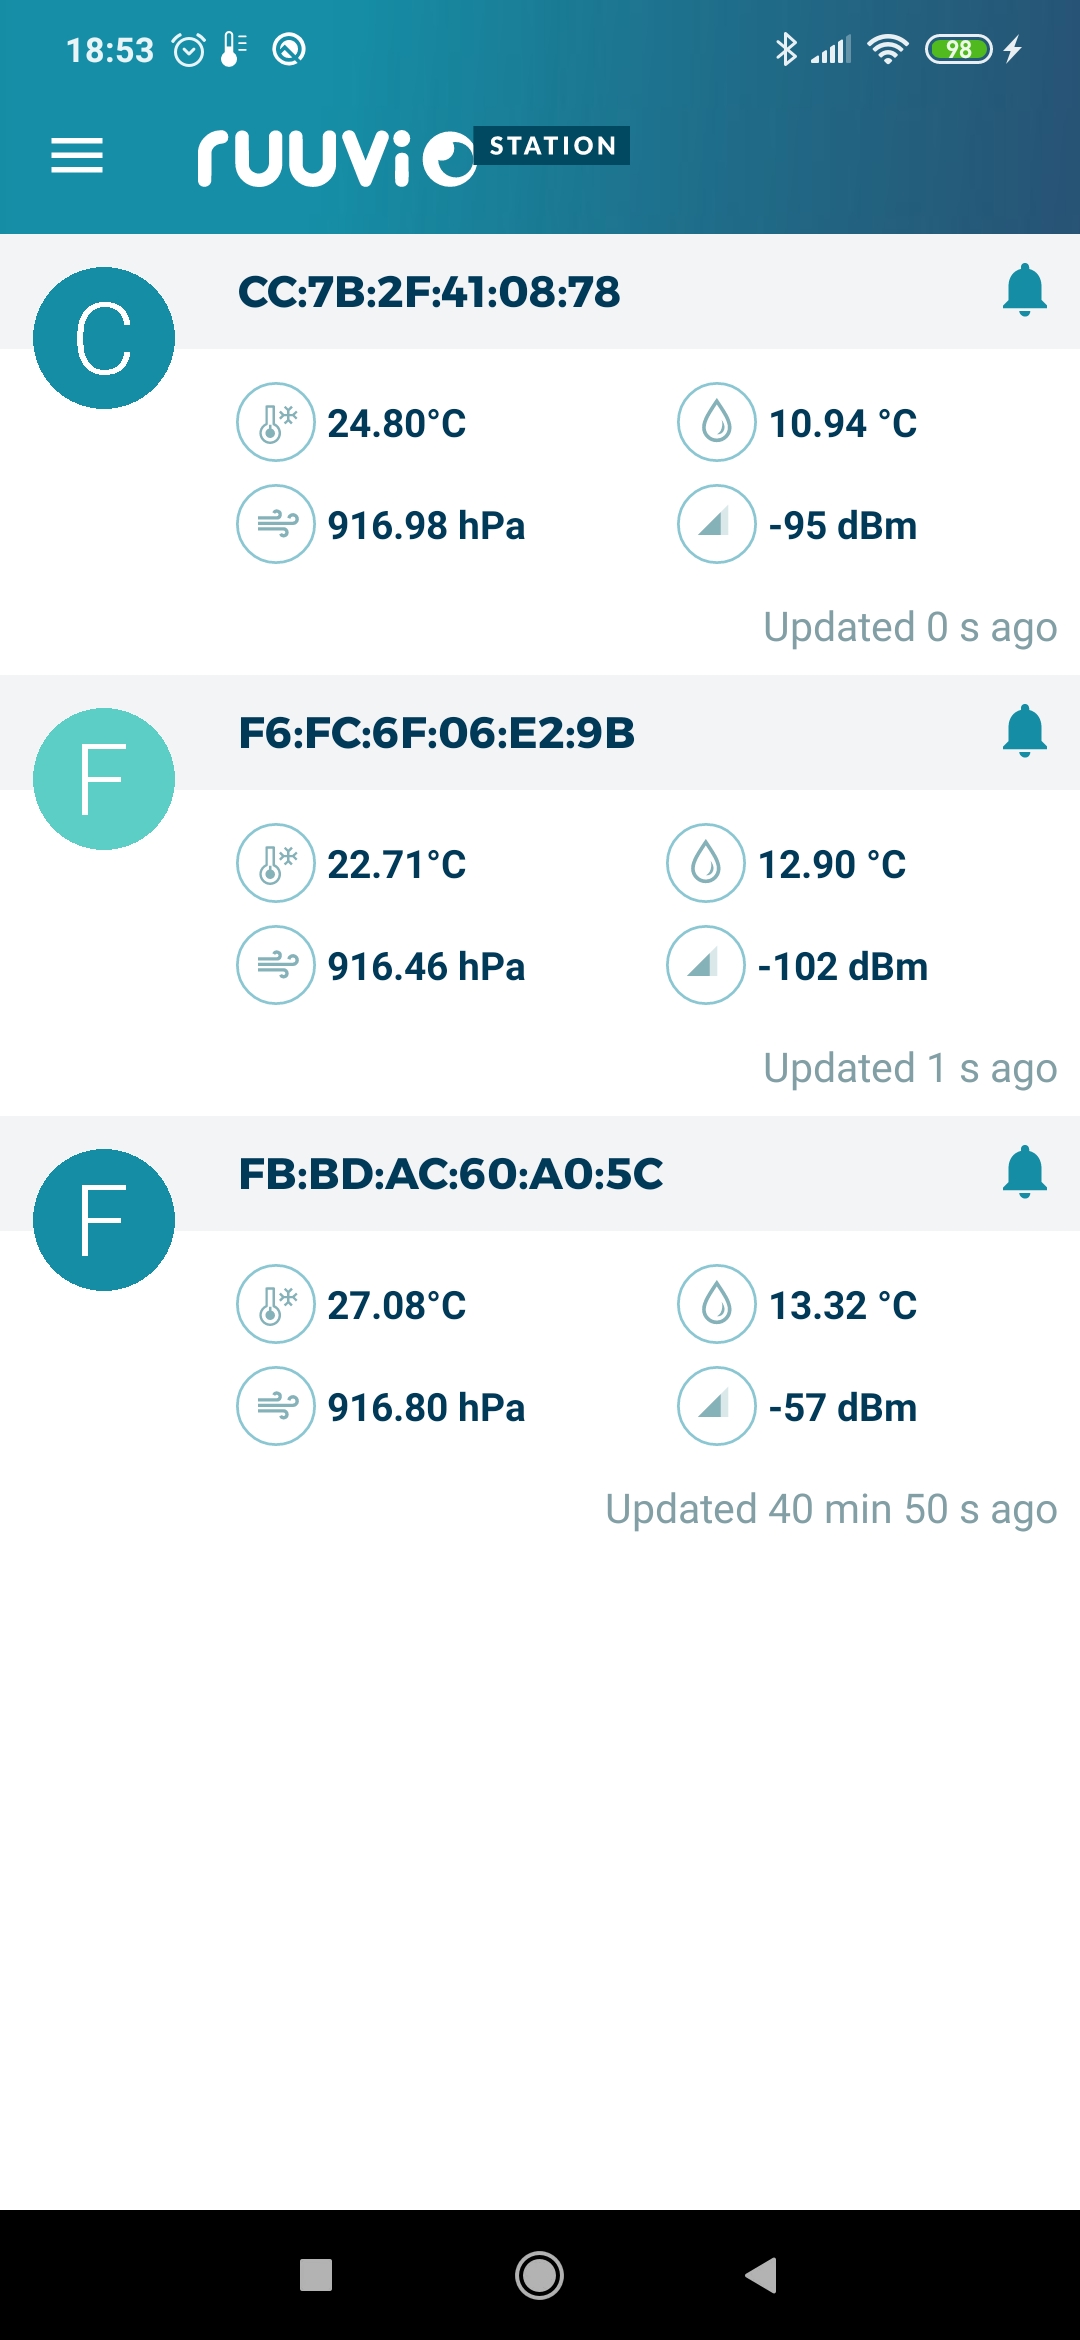 18:53
98
ruuvi STATION
CC:7B:2F:41:08:78
C
24.80°C 10.94 °C
916.98 hPa -95 dBm
Updated 0 s ago
F6:FC:6F:06:E2:9B
F
22.71°C 12.90 °C
916.46 hPa -102 dBm
Updated 1 s ago
FB:BD:AC:60:A0:5C
F
27.08°C 13.32 °C
916.80 hPa -57 dBm
Updated 40 min 50 s ago